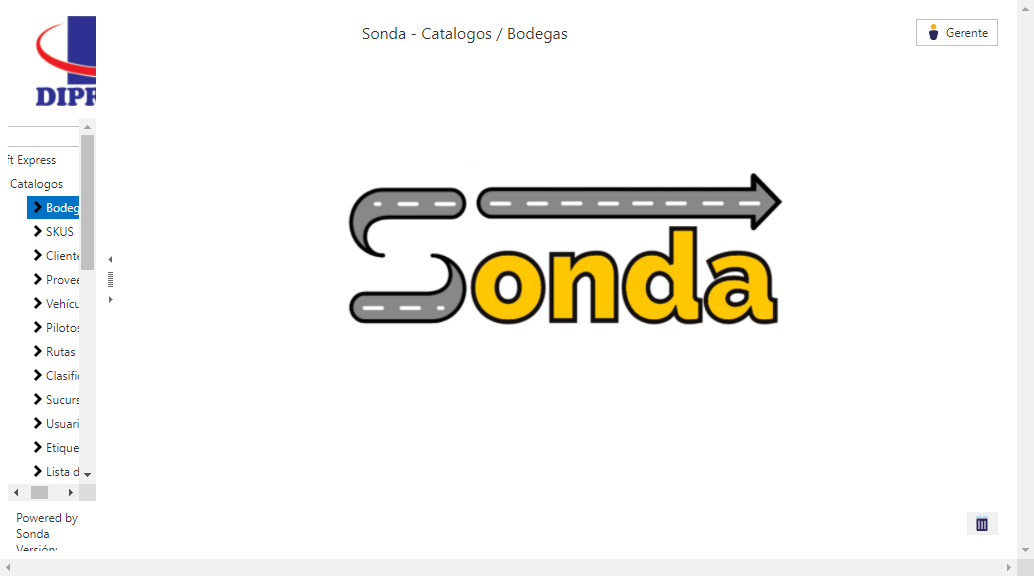 Sonda - Catalogos / Bodegas
Gerente
ft Express
Catalogos
Bodeg
SKUS
Cliente
Provee
Vehícu
Pilotos
Rutas
Clasifi
Sucurs
Usuari
Etique
Lista d
Sonda
Powered by
Sonda
Versión: